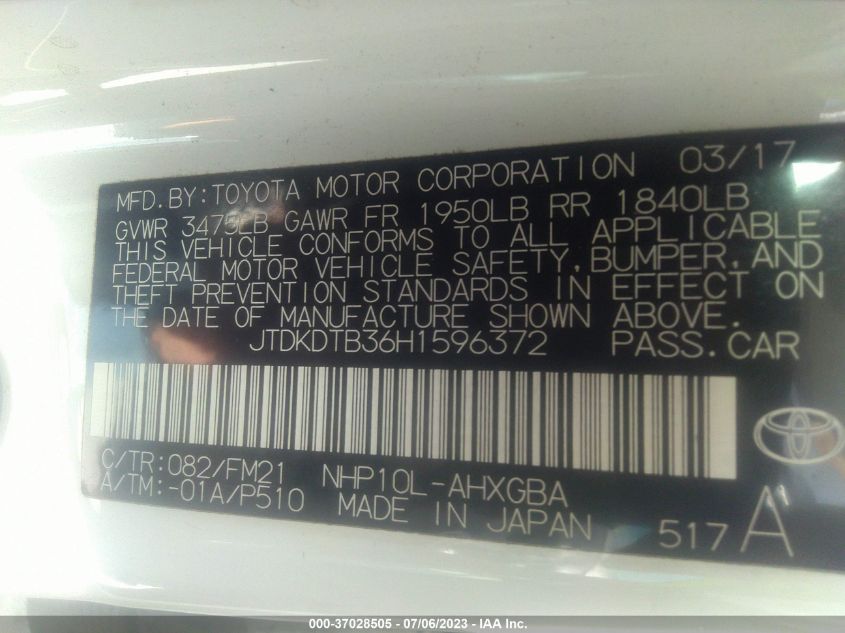 MFD. BY: TOYOTA MOTOR CORPORATION 03/17
GVWR 3475LB GAWR FR 1950LB RR 1840LB
THIS VEHICLE CONFORMS TO ALL APPLICABLE
FEDERAL MOTOR VEHICLE SAFETY, BUMPER, AND
THEFT PREVENTION STANDARDS IN EFFECT ON
THE DATE OF MANUFACTURE SHOWN ABOVE.
JTDKDTB36H1596372 PASS. CAR
C/TR: 082/FM21 NHP10L-AHXGBA
A/TM: -01A/P510 MADE IN JAPAN 517 A
000-37028505 - 07/06/2023 - IAA Inc.